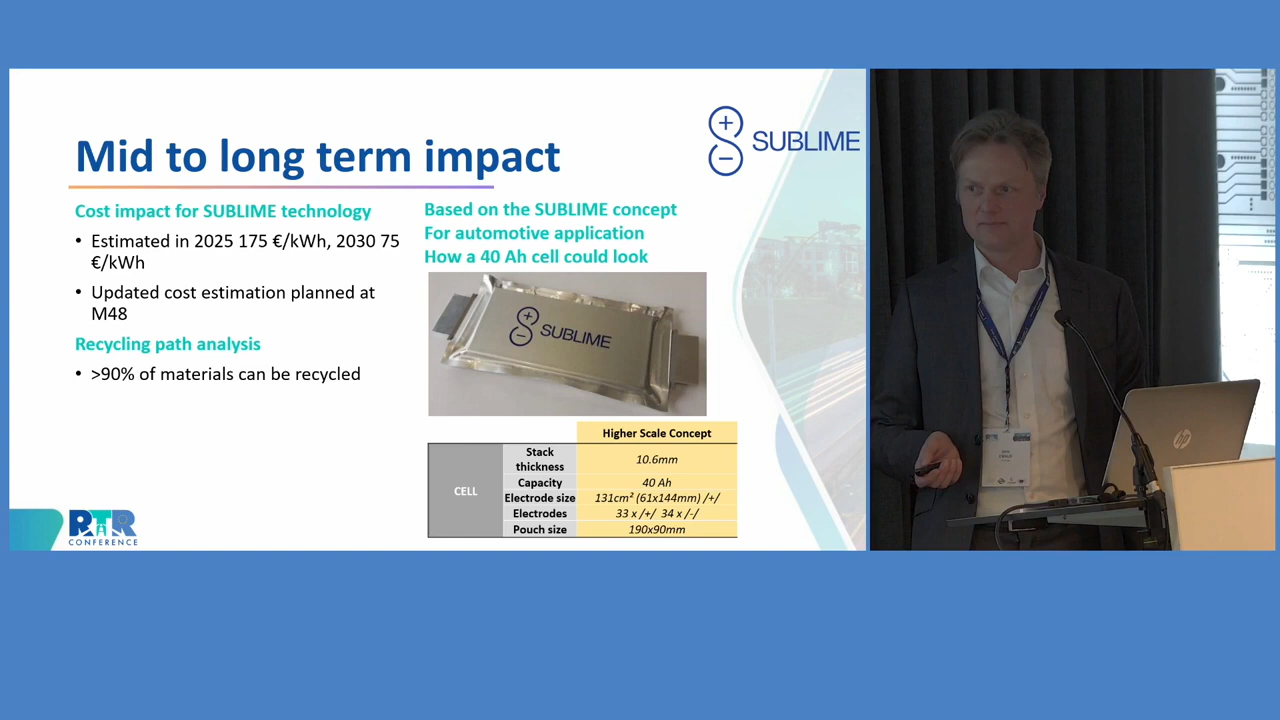 Mid to long term impact
SUBLIME
Cost impact for SUBLIME technology
• Estimated in 2025 175 €/kWh, 2030 75
€/kWh
• Updated cost estimation planned at
M48
Recycling path analysis
• >90% of materials can be recycled
Based on the SUBLIME concept
For automotive application
How a 40 Ah cell could look
SUBLIME
Higher Scale Concept
CELL
Stack
thickness
10.6mm
Capacity
40 Ah
Electrode size
131cm² (61x144mm) /+/
Electrodes
33 x /+/ 34 x /-/
Pouch size
190x90mm
RTR
CONFERENCE
hp